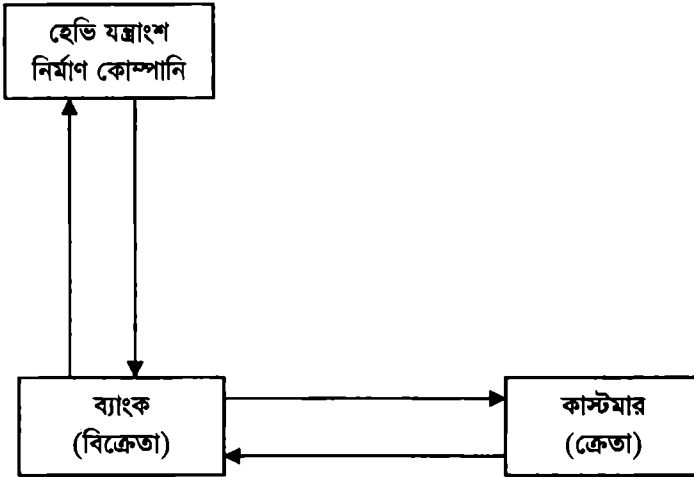 হেভি যন্ত্রাংশ
নির্মাণ কোম্পানি
ব্যাংক
(বিক্রেতা)
কাস্টমার
(ক্রেতা)